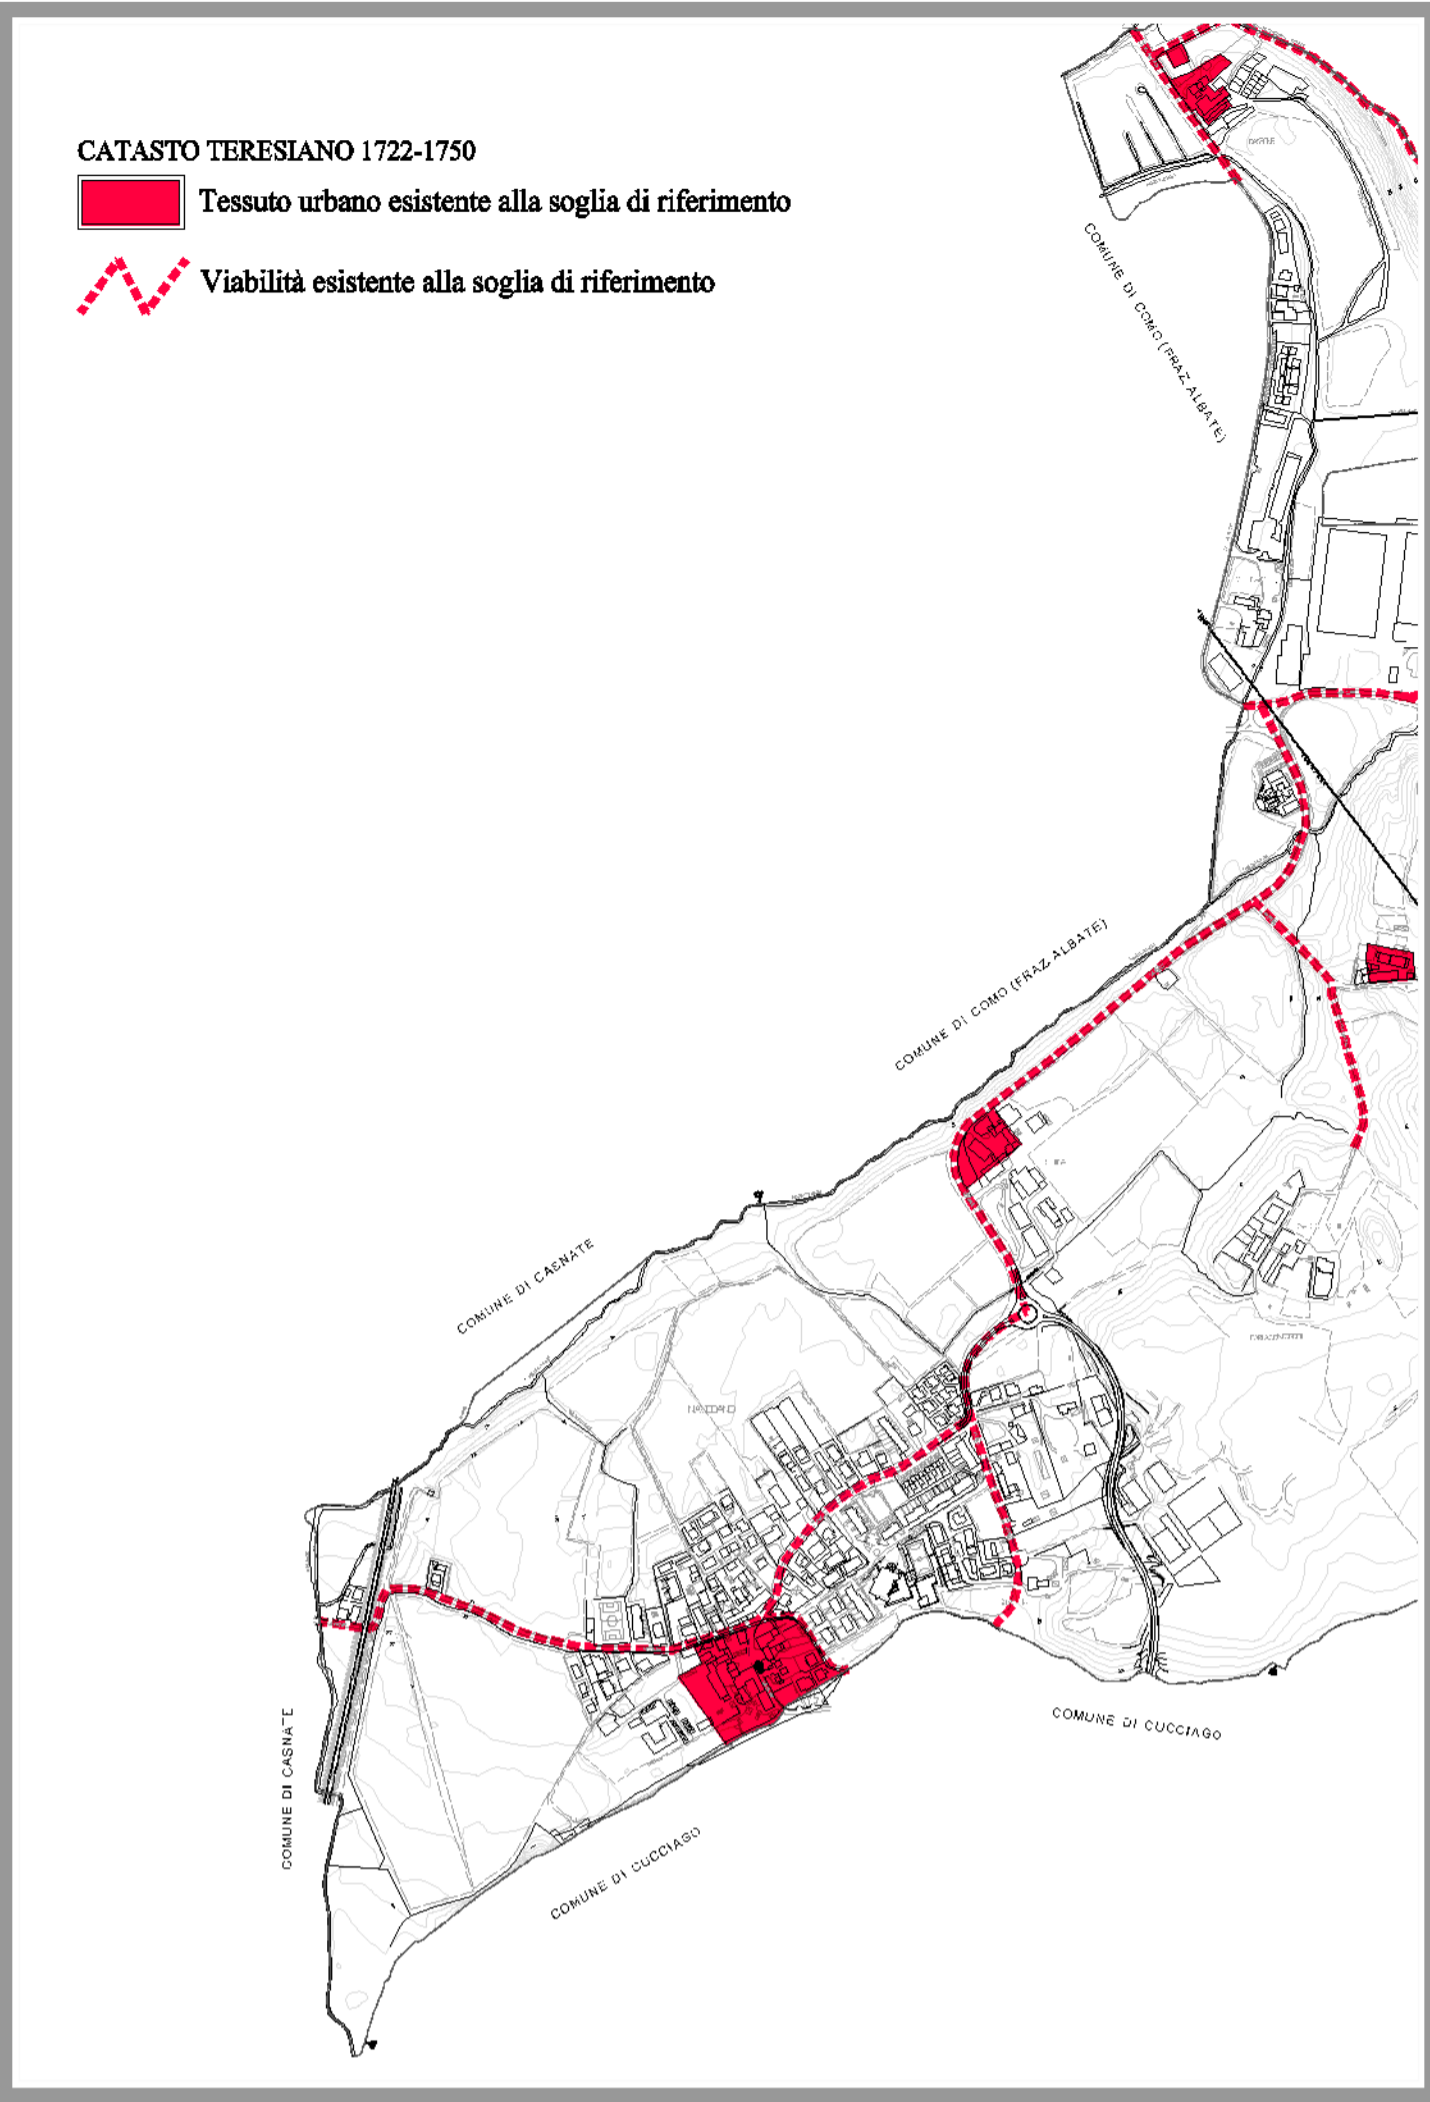 CATASTO TERESIANO 1722-1750
Tessuto urbano esistente alla soglia di riferimento
Viabilità esistente alla soglia di riferimento
COMUNE DI COMO (FRAZ. ALBATE)
COMUNE DI COMO (FRAZ. ALBATE)
COMUNE DI CASNATE
COMUNE DI CASNATE
COMUNE DI CUCCIAGO
COMUNE DI CUCCIAGO